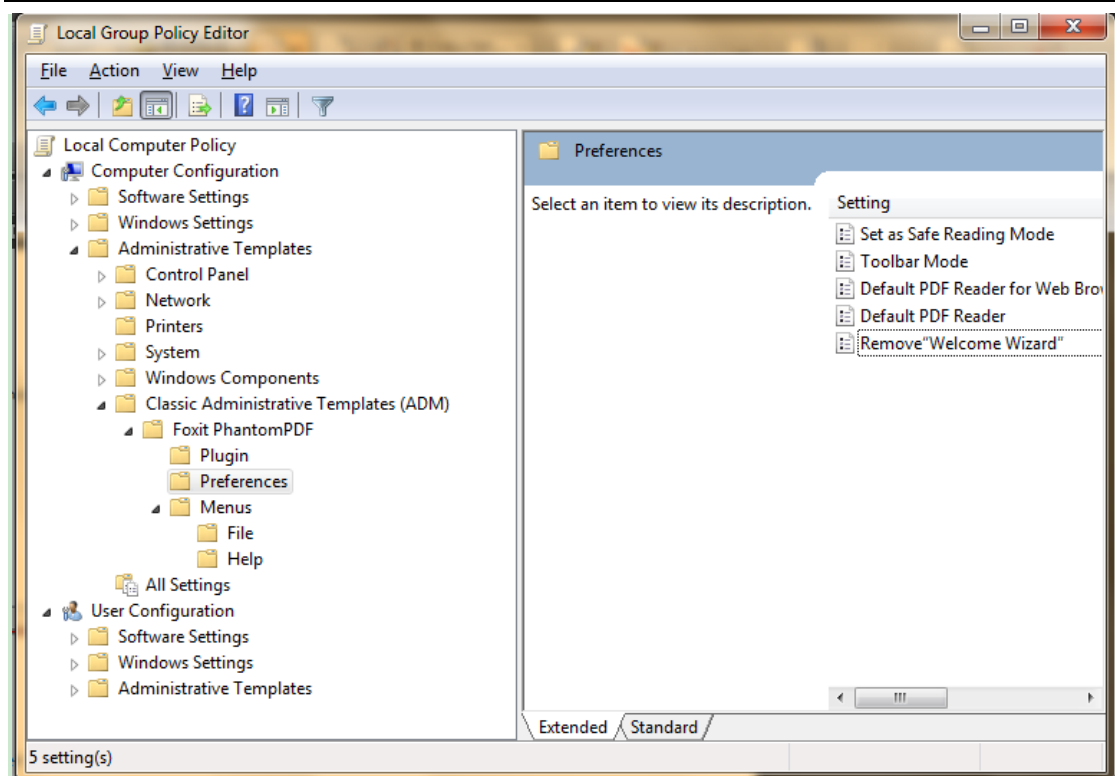 Local Group Policy Editor
File Action View Help
Local Computer Policy
Computer Configuration
Software Settings
Windows Settings
Administrative Templates
Control Panel
Network
Printers
System
Windows Components
Classic Administrative Templates (ADM)
Foxit PhantomPDF
Plugin
Preferences
Menus
File
Help
All Settings
User Configuration
Software Settings
Windows Settings
Administrative Templates
Preferences
Select an item to view its description.
Setting
Set as Safe Reading Mode
Toolbar Mode
Default PDF Reader for Web Brow
Default PDF Reader
Remove"Welcome Wizard"
Extended Standard
5 setting(s)